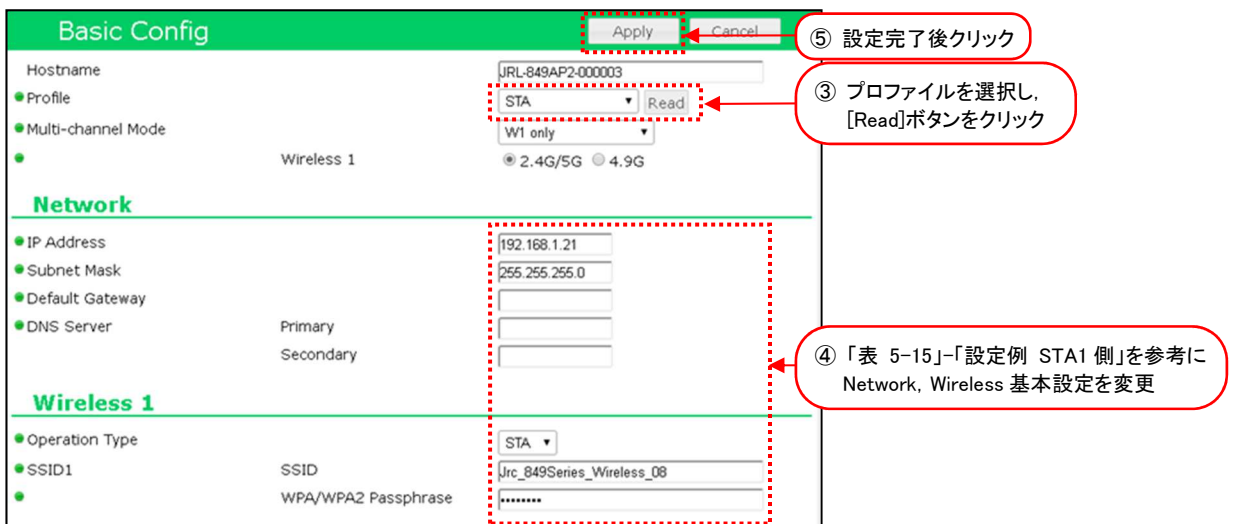 Basic Config
Apply
Cancel
⑤ 設定完了後クリック
Hostname
JRL-849AP2-000003
Profile
STA
Read
③ プロファイルを選択し,
[Read]ボタンをクリック
Multi-channel Mode
W1 only
Wireless 1
2.4G/5G
4.9G
Network
IP Address
192.168.1.21
Subnet Mask
255.255.255.0
Default Gateway
DNS Server
Primary
Secondary
④ 「表 5-15」-「設定例 STA1 側」を参考に
Network, Wireless 基本設定を変更
Wireless 1
Operation Type
STA
SSID1
SSID
Jrc_849Series_Wireless_08
WPA/WPA2 Passphrase
••••••••